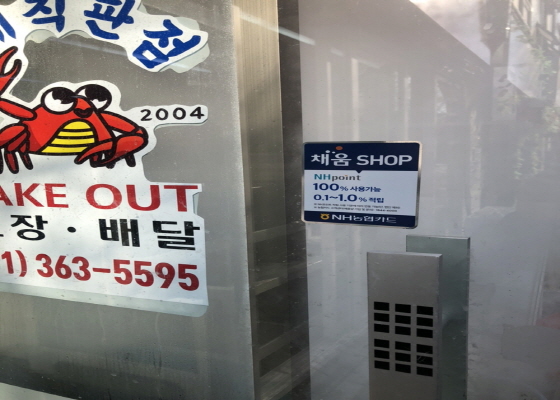 직판점
2004
AKE OUT
장·배달
1) 363-5595
채움 SHOP
NHpoint
100% 사용가능
0.1~1.0% 적립
NH농협카드